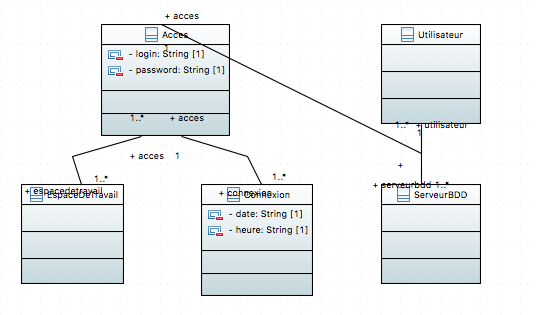 + acces
Acces
1
- login: String [1]
- password: String [1]
Utilisateur
1..*
+ acces
1..*
+ utilisateur
1
+ acces
1
+
1..*
+ espacedetravail
EspaceDeTravail
+ connexion
Connexion
- date: String [1]
- heure: String [1]
+ serveurbdd
1..*
ServeurBDD